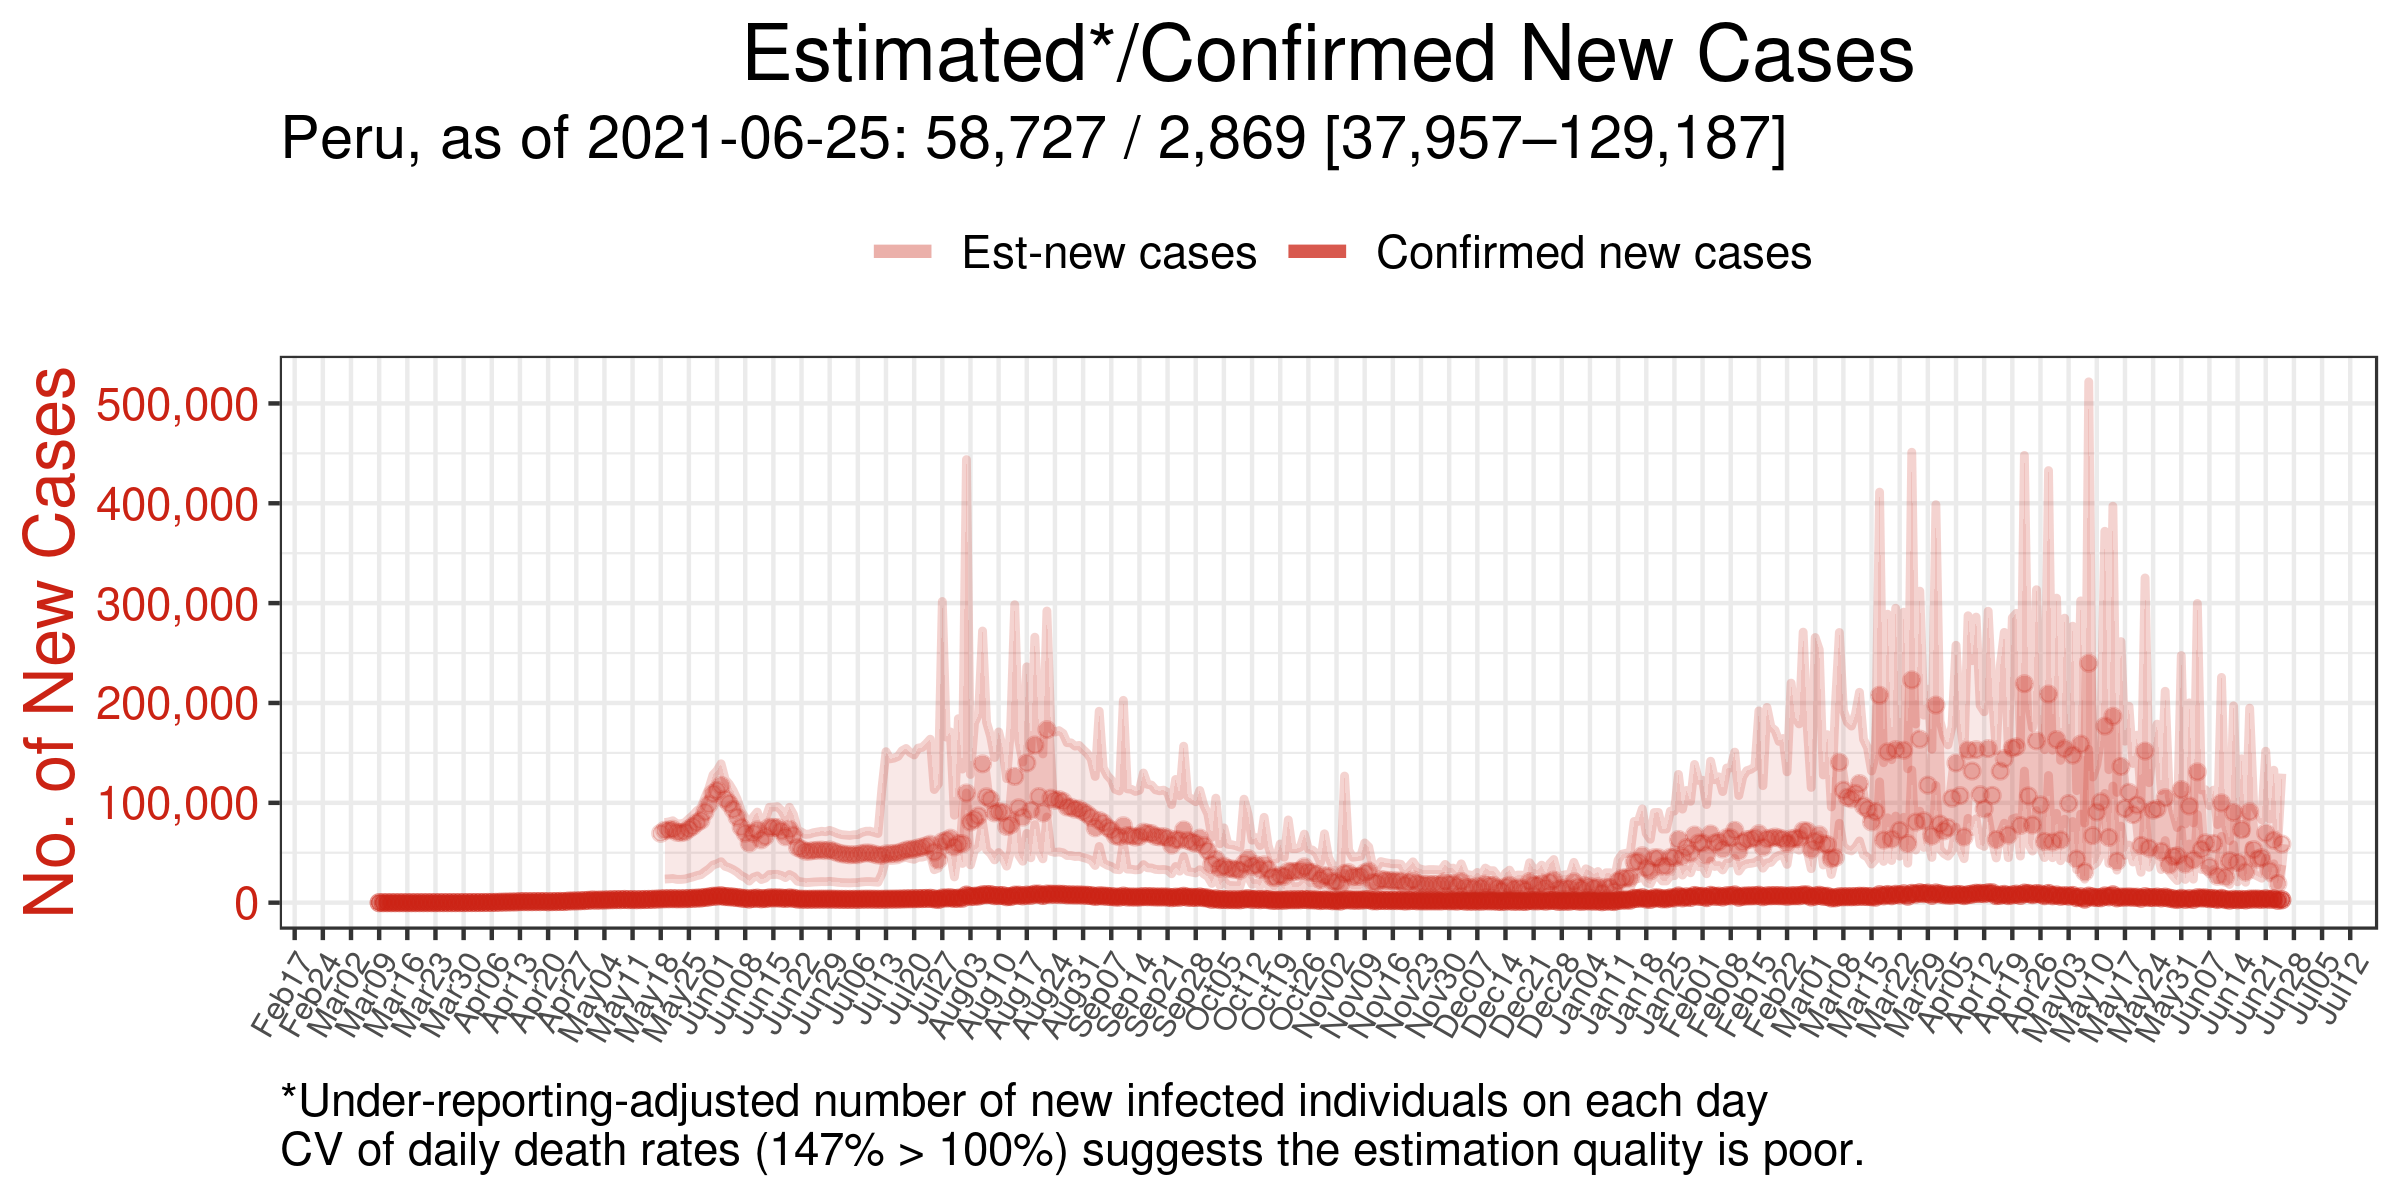 Estimated*/Confirmed New Cases
Peru, as of 2021-06-25: 58,727 / 2,869 [37,957–129,187]
Est-new cases Confirmed new cases
No. of New Cases
500,000
400,000
300,000
200,000
100,000
0
Feb17 Feb24 Mar02 Mar09 Mar16 Mar23 Mar30 Apr06 Apr13 Apr20 Apr27 May04 May11 May18 May25 Jun01 Jun08 Jun15 Jun22 Jun29 Jul06 Jul13 Jul20 Jul27 Aug03 Aug10 Aug17 Aug24 Aug31 Sep07 Sep14 Sep21 Sep28 Oct05 Oct12 Oct19 Oct26 Nov02 Nov09 Nov16 Nov23 Nov30 Dec07 Dec14 Dec21 Dec28 Jan04 Jan11 Jan18 Jan25 Feb01 Feb08 Feb15 Feb22 Mar01 Mar08 Mar15 Mar22 Mar29 Apr05 Apr12 Apr19 Apr26 May03 May10 May17 May24 May31 Jun07 Jun14 Jun21 Jun28 Jul05 Jul12
*Under-reporting-adjusted number of new infected individuals on each day
CV of daily death rates (147% > 100%) suggests the estimation quality is poor.